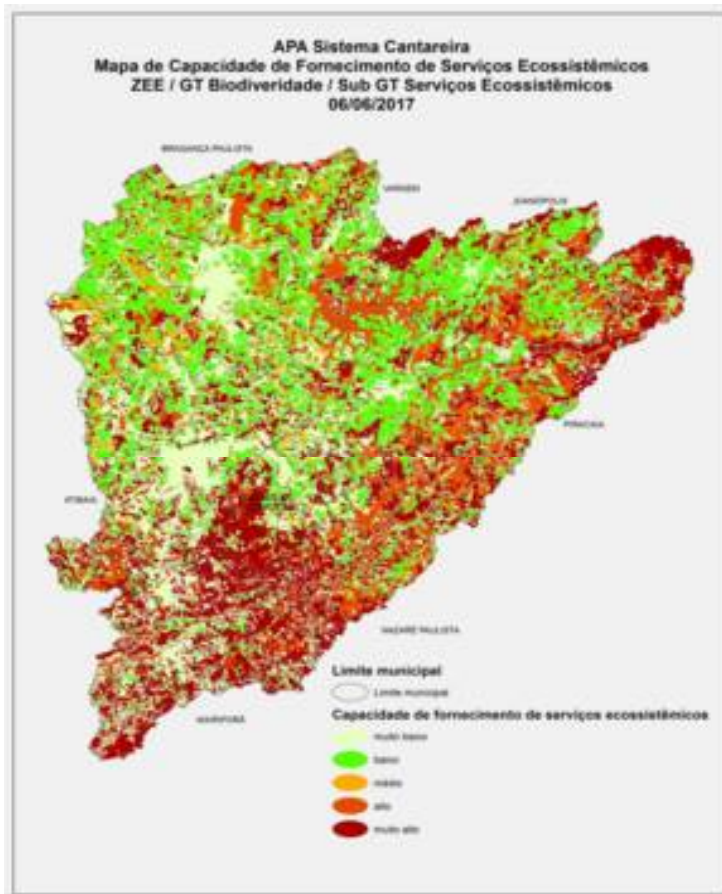 APA Sistema Cantareira
Mapa de Capacidade de Fornecimento de Serviços Ecossistêmicos
ZEE / GT Biodiveridade / Sub GT Serviços Ecossistêmicos
06/06/2017
BRAGANÇA PAULISTA
VARGEM
JOANÓPOLIS
PIRACAIA
ATIBAIA
NAZARÉ PAULISTA
MAIRIPORÃ
Limite municipal
Limite municipal
Capacidade de fornecimento de serviços ecossistêmicos
muito baixo
baixo
médio
alto
muito alto